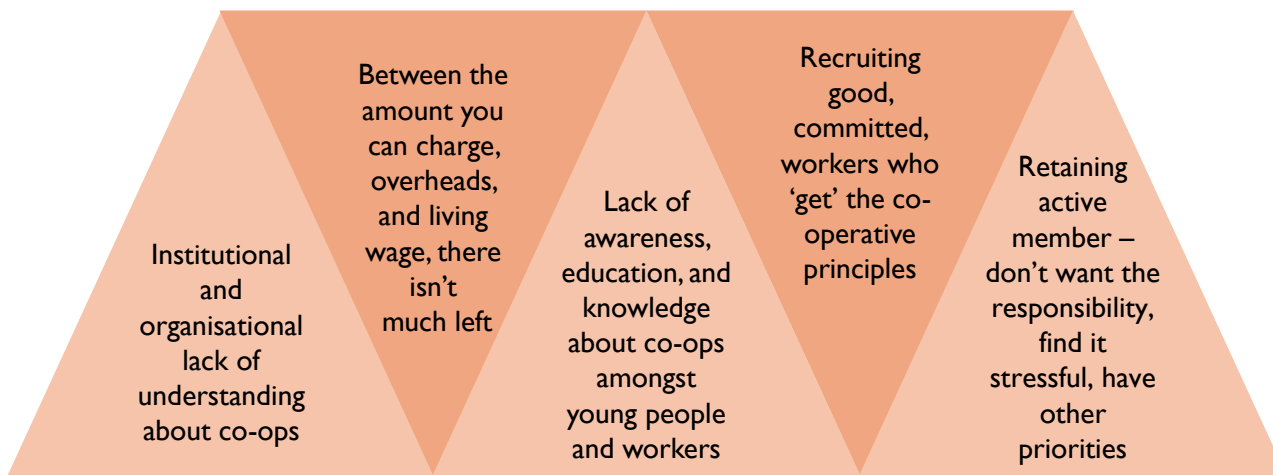 Institutional
and
organisational
lack of
understanding
about co-ops
Between the
amount you
can charge,
overheads,
and living
wage, there
isn't
much left
Lack of
awareness,
education, and
knowledge
about co-ops
amongst
young people
and workers
Recruiting
good,
committed,
workers who
‘get’ the co-
operative
principles
Retaining
active
member –
don’t want the
responsibility,
find it
stressful, have
other
priorities